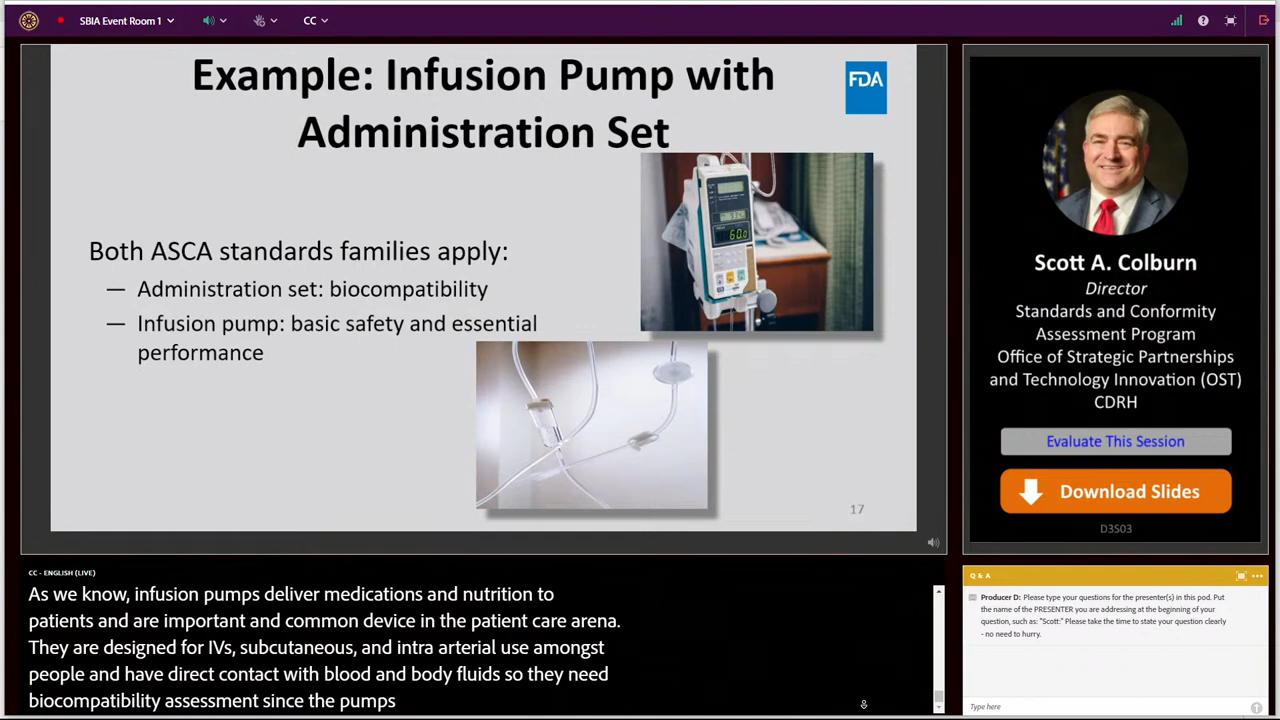 SBIA Event Room 1
CC
Example: Infusion Pump with
Administration Set
FDA
Both ASCA standards families apply:
— Administration set: biocompatibility
— Infusion pump: basic safety and essential
performance
60.0
17
Scott A. Colburn
Director
Standards and Conformity
Assessment Program
Office of Strategic Partnerships
and Technology Innovation (OST)
CDRH
Evaluate This Session
Download Slides
D3S03
CC - ENGLISH (LIVE)
As we know, infusion pumps deliver medications and nutrition to
patients and are important and common device in the patient care arena.
They are designed for IVs, subcutaneous, and intra arterial use amongst
people and have direct contact with blood and body fluids so they need
biocompatibility assessment since the pumps
Q & A
Producer D: Please type your questions for the presenter(s) in this pod. Put
the name of the PRESENTER you are addressing at the beginning of your
question, such as: "Scott:" Please take the time to state your question clearly
- no need to hurry.
Type here